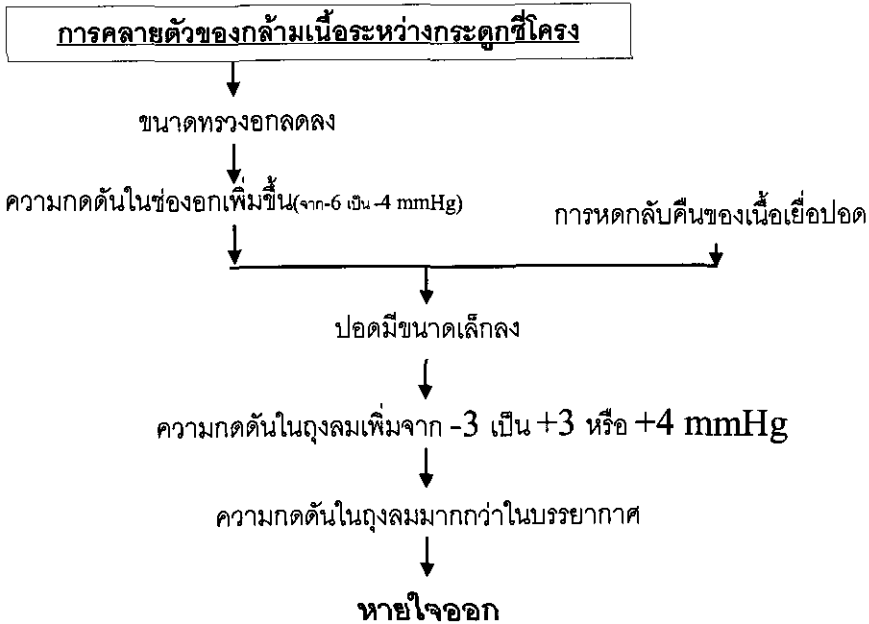 การคลายตัวของกล้ามเนื้อระหว่างกระดูกซี่โครง
ขนาดทรวงอกลดลง
ความกดดันในช่องอกเพิ่มขึ้น(จาก-6 เป็น -4 mmHg)
การหดกลับคืนของเนื้อเยื่อปอด
ปอดมีขนาดเล็กลง
ความกดดันในถุงลมเพิ่มจาก -3 เป็น +3 หรือ +4 mmHg
ความกดดันในถุงลมมากกว่าในบรรยากาศ
หายใจออก